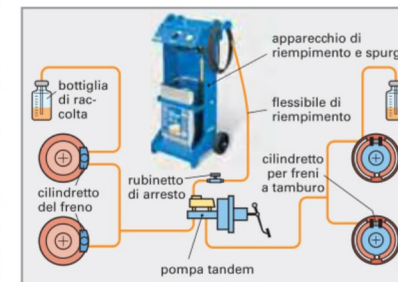 apparecchio di
riempimento e spurg
bottiglia
di rac-
colta
flessibile di
riempimento
cilindretto
per freni
a tamburo
rubinetto
di arresto
cilindretto
del freno
pompa tandem